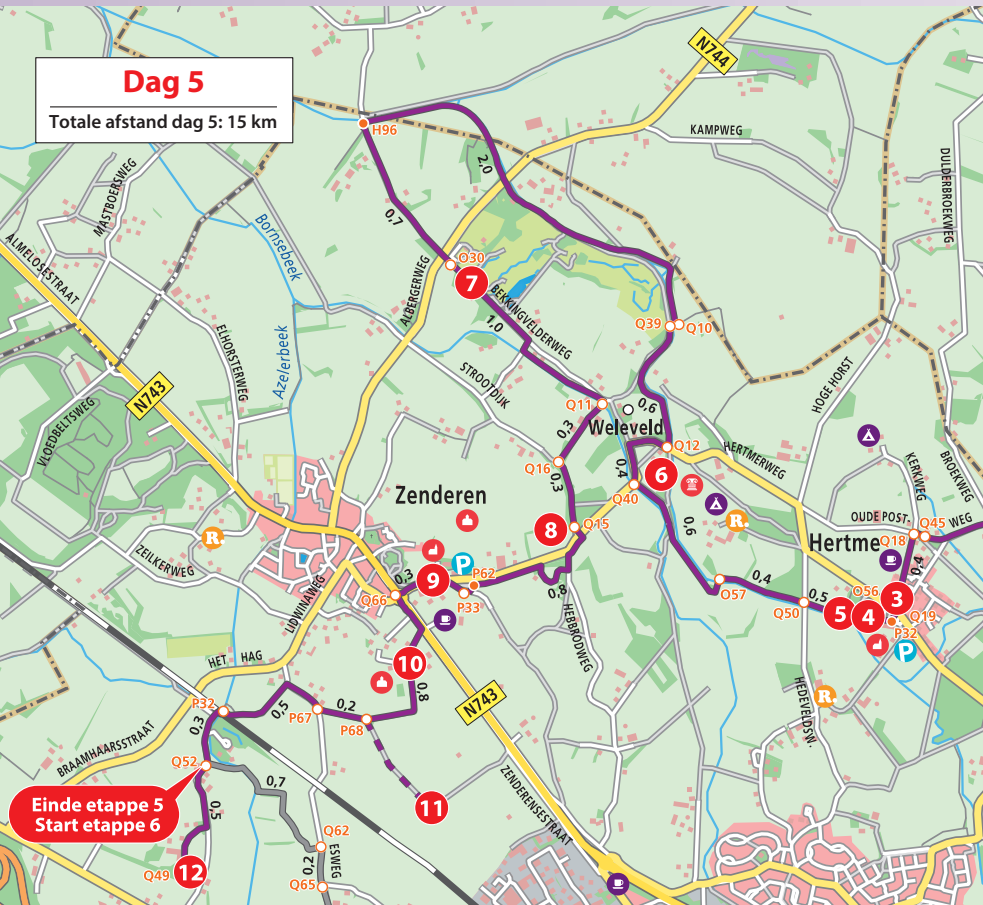 Dag 5
Totale afstand dag 5: 15 km
N744
KAMPWEG
H96
2,0
DULDERBROEKWEG
MASTBOERSWEG
0.7
Bornsebeek
ALMELOSESTRAAT
O30
7
ALBERGERWEG
BEKKINGVELDERWEG
1,0
Q39
Q10
ELHORSTERWEG
Azelerbeek
STROOTDIJK
HOGE HORST
N743
VLOEDBELTSWEG
Q11
0,6
Weleveld
0,3
Q12
HERTMERWEG
KERKWEG
BROEKWEG
Q16
0,3
0,4
6
Q40
Zenderen
OUDE POST-
WEG
Q45
Q18
8
Q15
0,6
R.
R.
Hertme
ZEILKERWEG
P
P62
0,3
9
P33
Q66
0,8
0,4
O57
0,5
Q50
0,4
O56
3
5
4
Q19
P32
P
LIDWINAWEG
HEBBRODWEG
HET HAG
10
0,8
N743
HEDEVELDSW.
R.
P32
0,5
P67
0,2
P68
0,3
BRAAMHAARSSTRAAT
Q52
0,7
11
ZENDERENSESTRAAT
Einde etappe 5
Start etappe 6
0,5
Q62
0,2
ESWEG
Q49
12
Q65